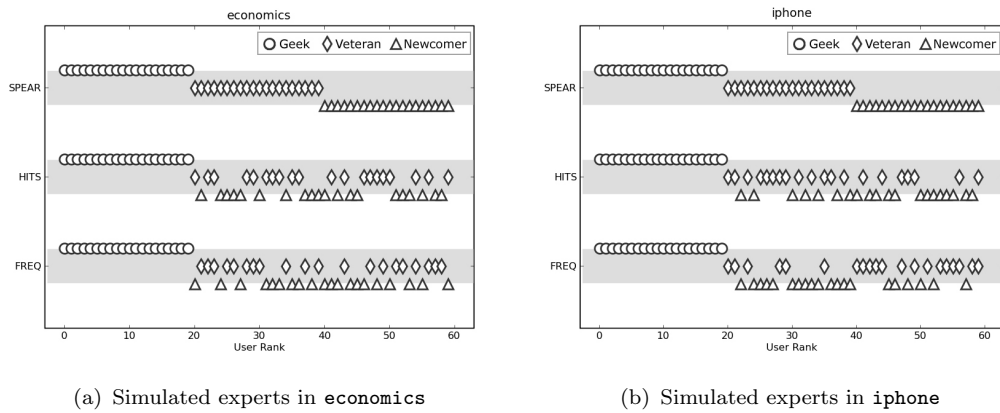 economics
Geek Veteran Newcomer
SPEAR
HITS
FREQ
0 10 20 30 40 50 60
User Rank
(a) Simulated experts in economics
iphone
Geek Veteran Newcomer
SPEAR
HITS
FREQ
0 10 20 30 40 50 60
User Rank
(b) Simulated experts in iphone